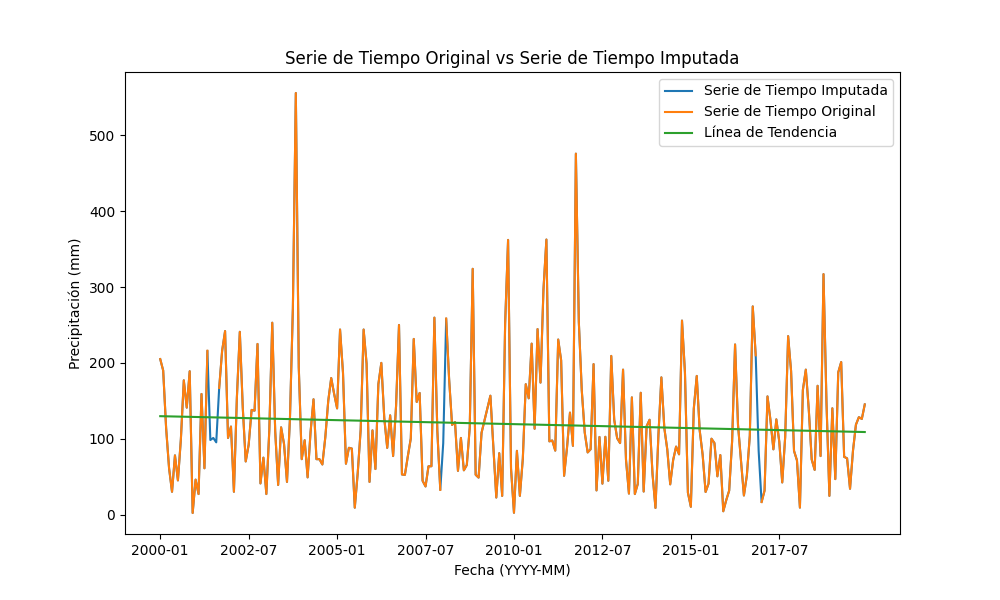 Serie de Tiempo Original vs Serie de Tiempo Imputada
Serie de Tiempo Imputada
Serie de Tiempo Original
Línea de Tendencia
Precipitación (mm)
500
400
300
200
100
0
2000-01 2002-07 2005-01 2007-07 2010-01 2012-07 2015-01 2017-07
Fecha (YYYY-MM)